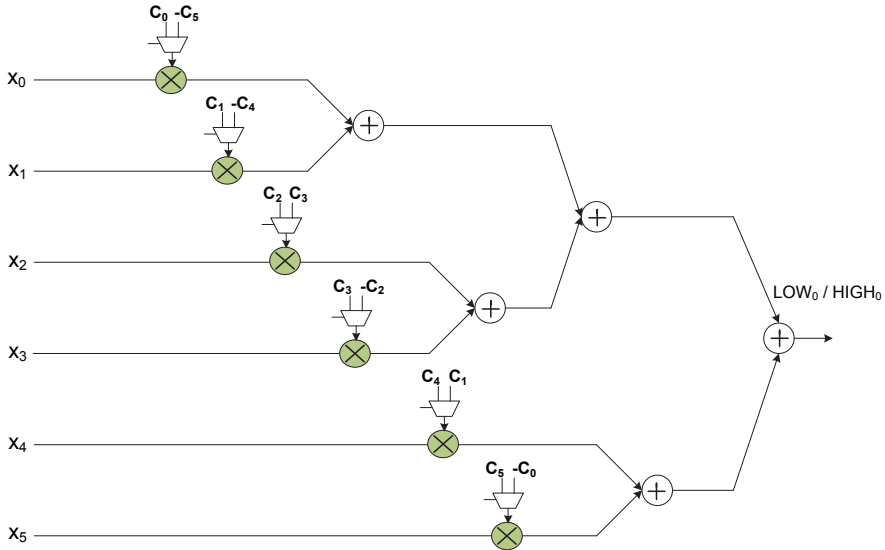 C₀ -C₅
X₀
C₁ -C₄
X₁
C₂ C₃
X₂
C₃ -C₂
LOW₀ / HIGH₀
X₃
C₄ C₁
X₄
C₅ -C₀
X₅